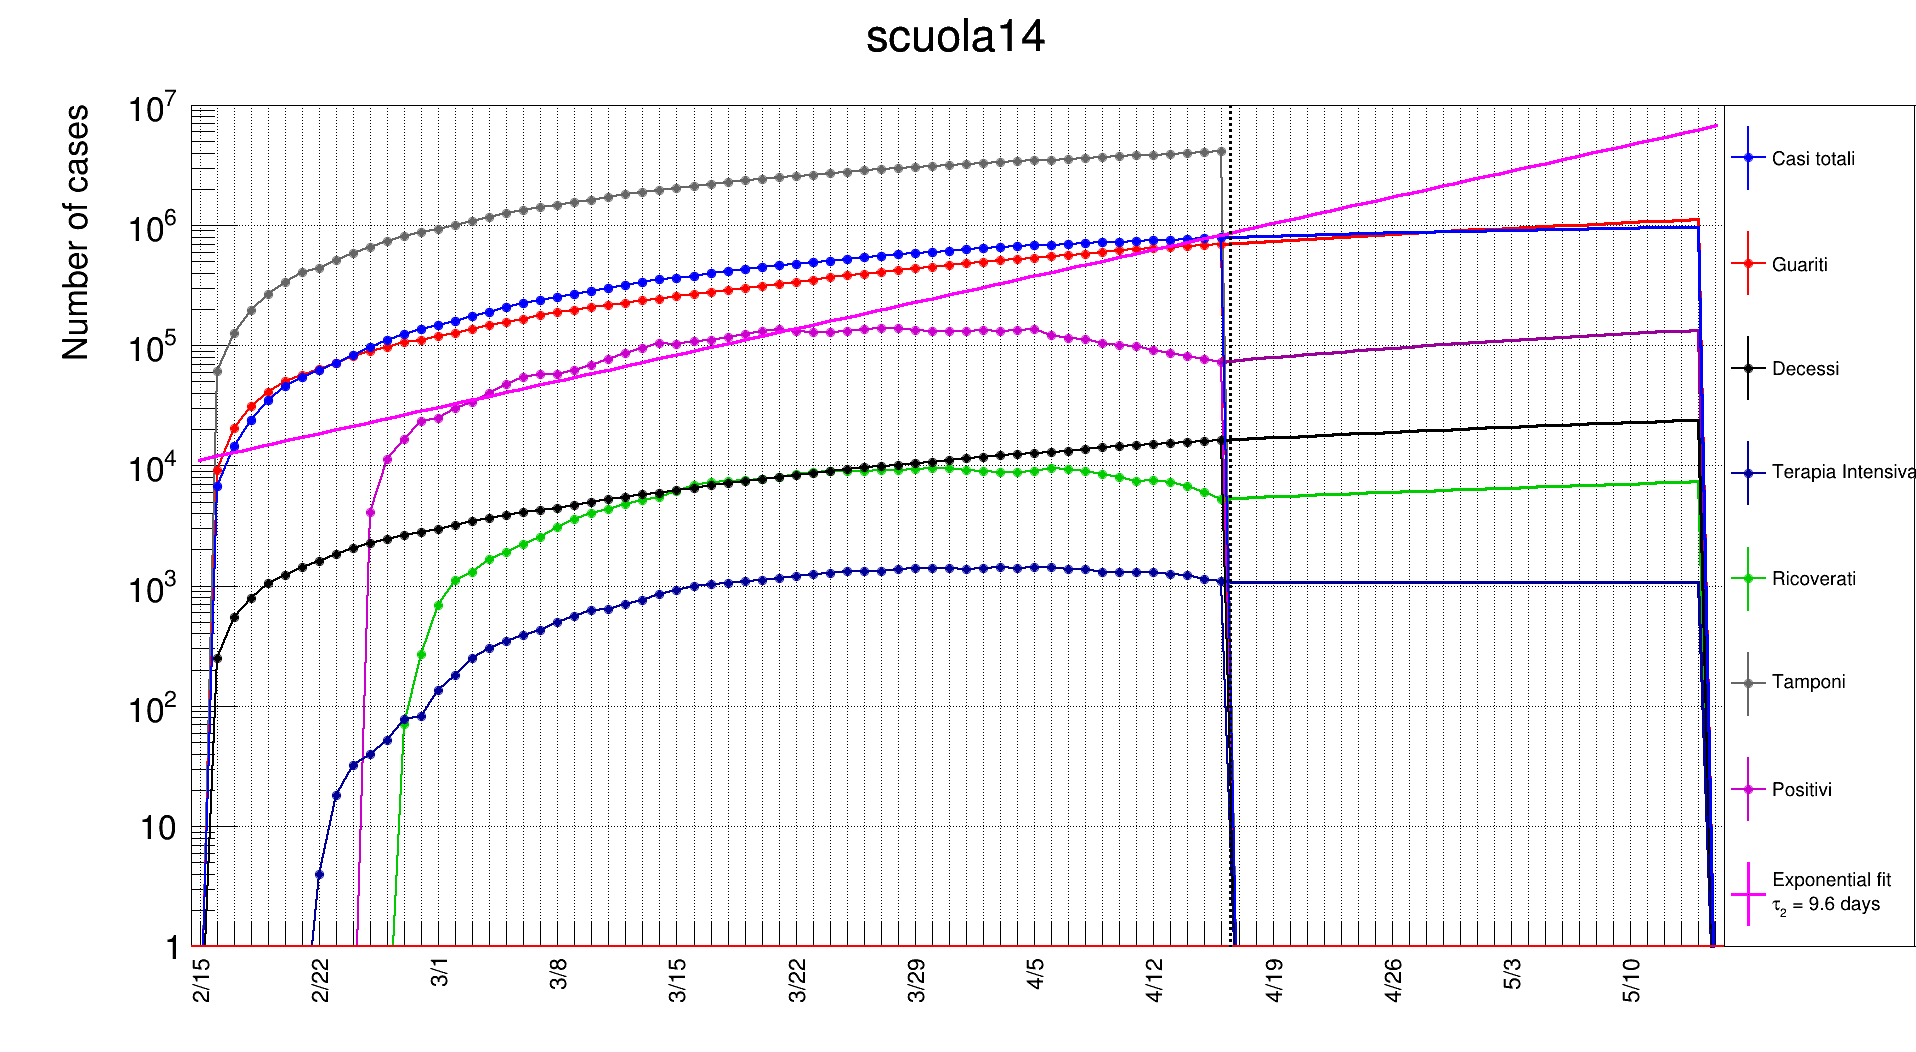 scuola14
Number of cases
10^7
10^6
10^5
10^4
10^3
10^2
10
1
2/15
2/22
3/1
3/8
3/15
3/22
3/29
4/5
4/12
4/19
4/26
5/3
5/10
Casi totali
Guariti
Decessi
Terapia Intensiva
Ricoverati
Tamponi
Positivi
Exponential fit
τ₂ = 9.6 days